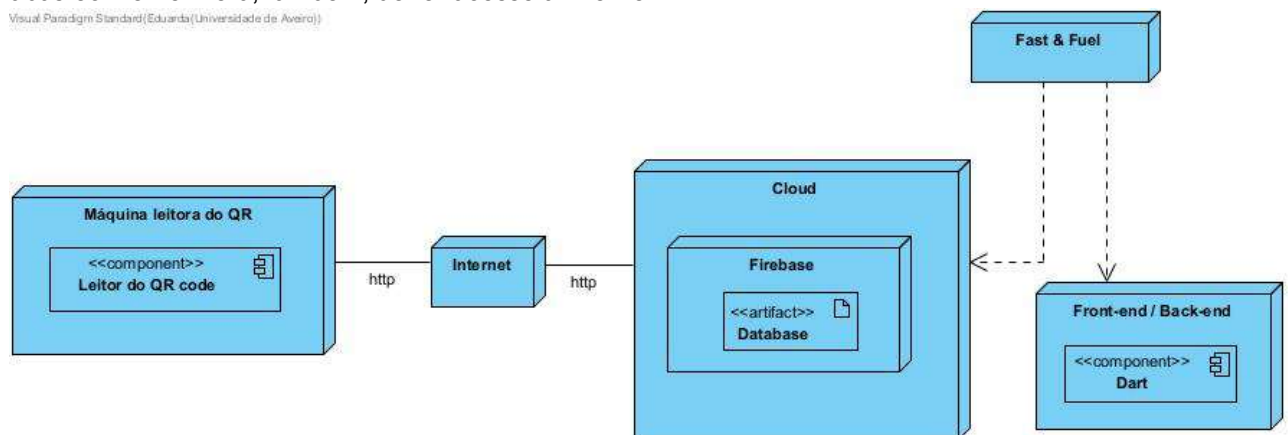 Visual Paradigm Standard(Eduarda(Universidade de Aveiro))
Fast & Fuel
Cloud
Máquina leitora do QR
<<component>>
Leitor do QR code
http
Internet
http
Firebase
<<artifact>>
Database
Front-end / Back-end
<<component>>
Dart